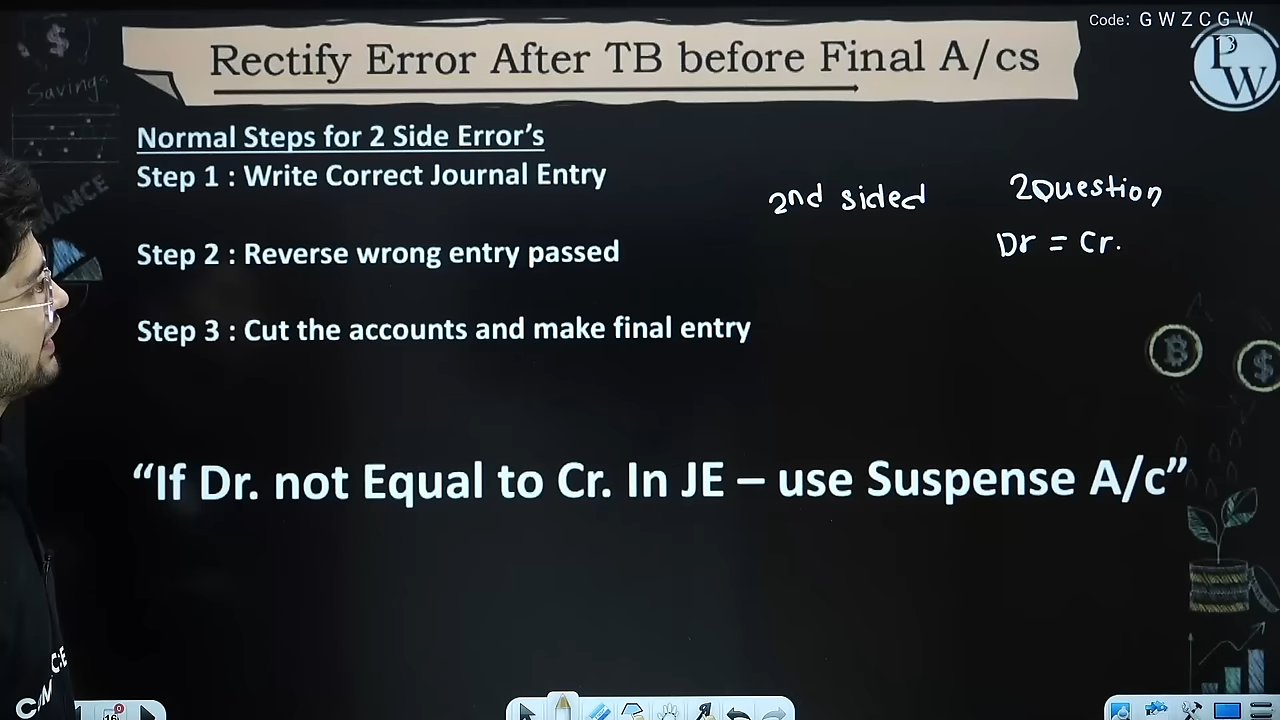 Code: G W Z C G W
Rectify Error After TB before Final A/cs
P
W
Savings
Normal Steps for 2 Side Error's
Step 1 : Write Correct Journal Entry
2nd sided
2Question
Dr = Cr.
Step 2 : Reverse wrong entry passed
Step 3 : Cut the accounts and make final entry
“If Dr. not Equal to Cr. In JE – use Suspense A/c”